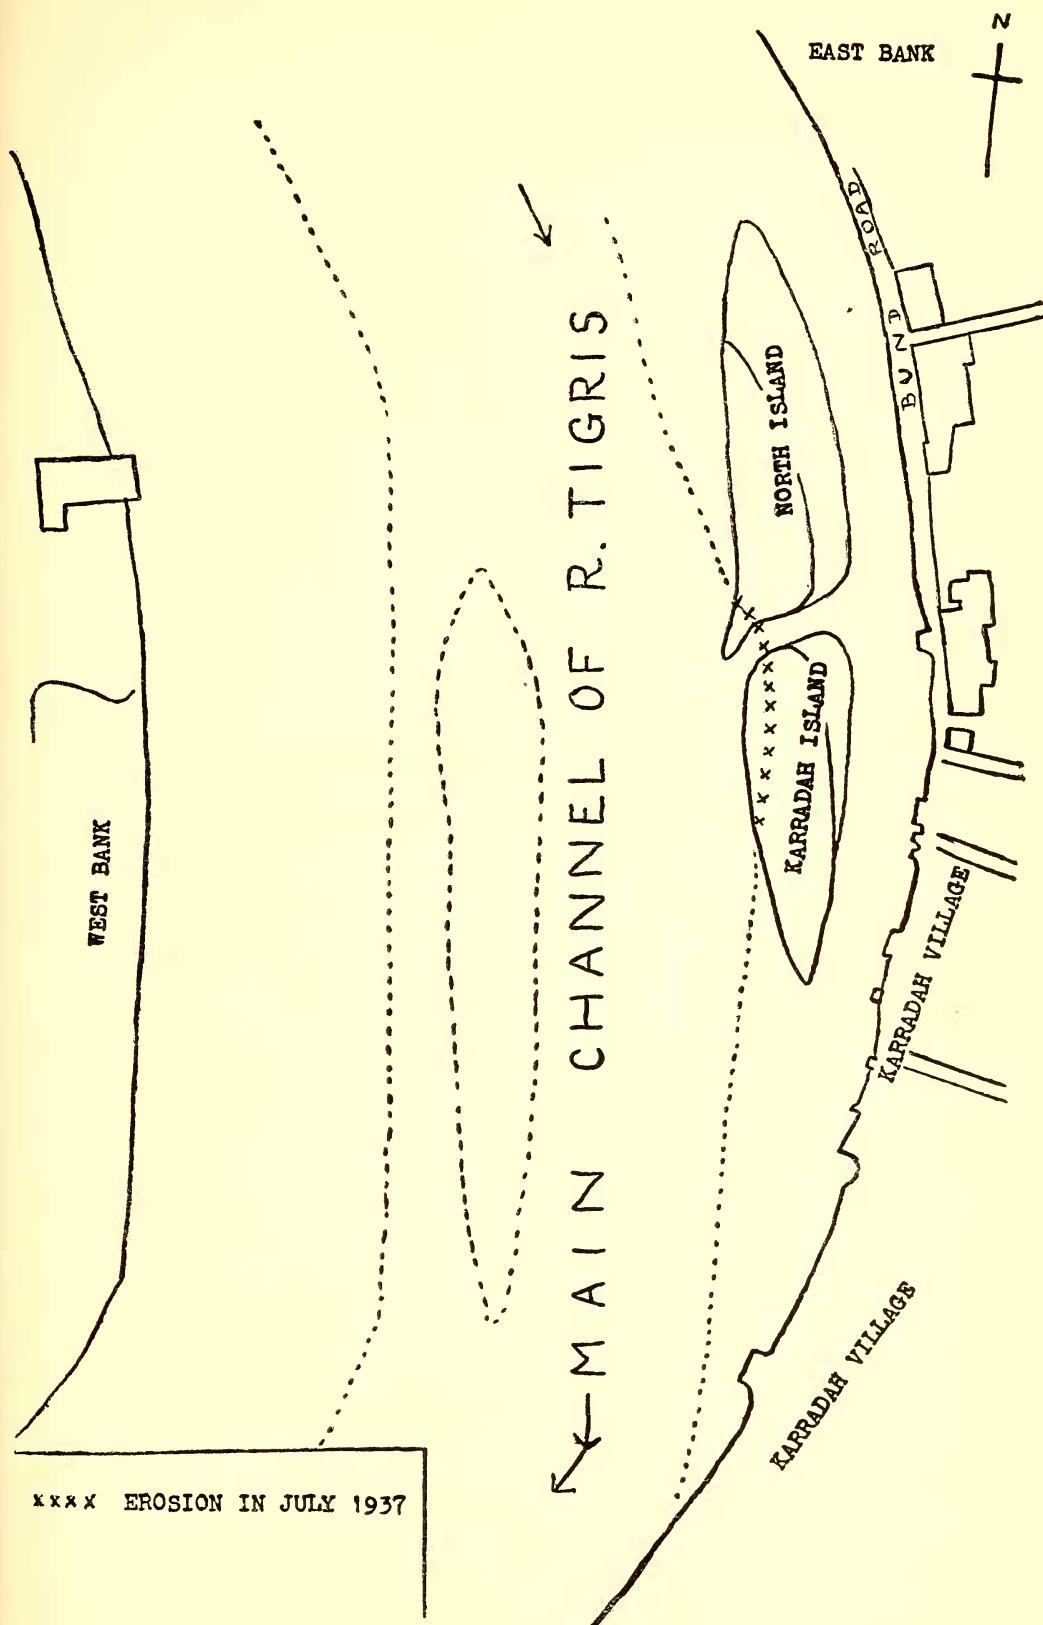 N
EAST BANK
BUND ROAD
NORTH ISLAND
MAIN CHANNEL OF R. TIGRIS
KARRADAH ISLAND
WEST BANK
KARRADAH VILLAGE
KARRADAH VILLAGE
xxxx EROSION IN JULY 1937